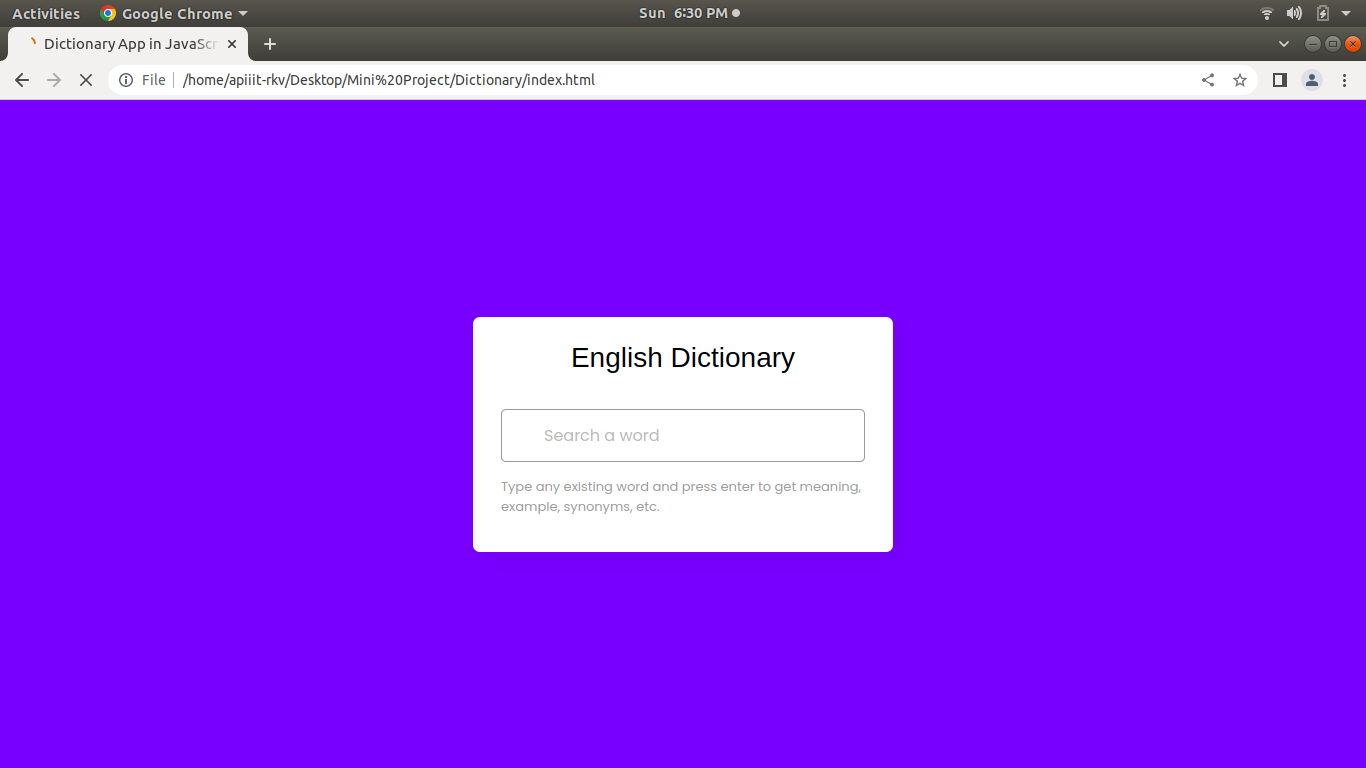 Activities Google Chrome Sun 6:30 PM
Dictionary App in JavaScr
File /home/apiiit-rkv/Desktop/Mini%20Project/Dictionary/index.html
English Dictionary
Search a word
Type any existing word and press enter to get meaning,
example, synonyms, etc.